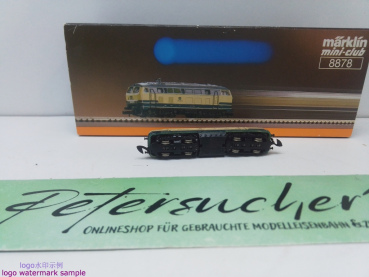 märklin
mini-club
8878
Petersucher
ONLINESHOP FÜR GEBRAUCHTE MODELLEISENBAHN
logo水印示例
logo watermark sample